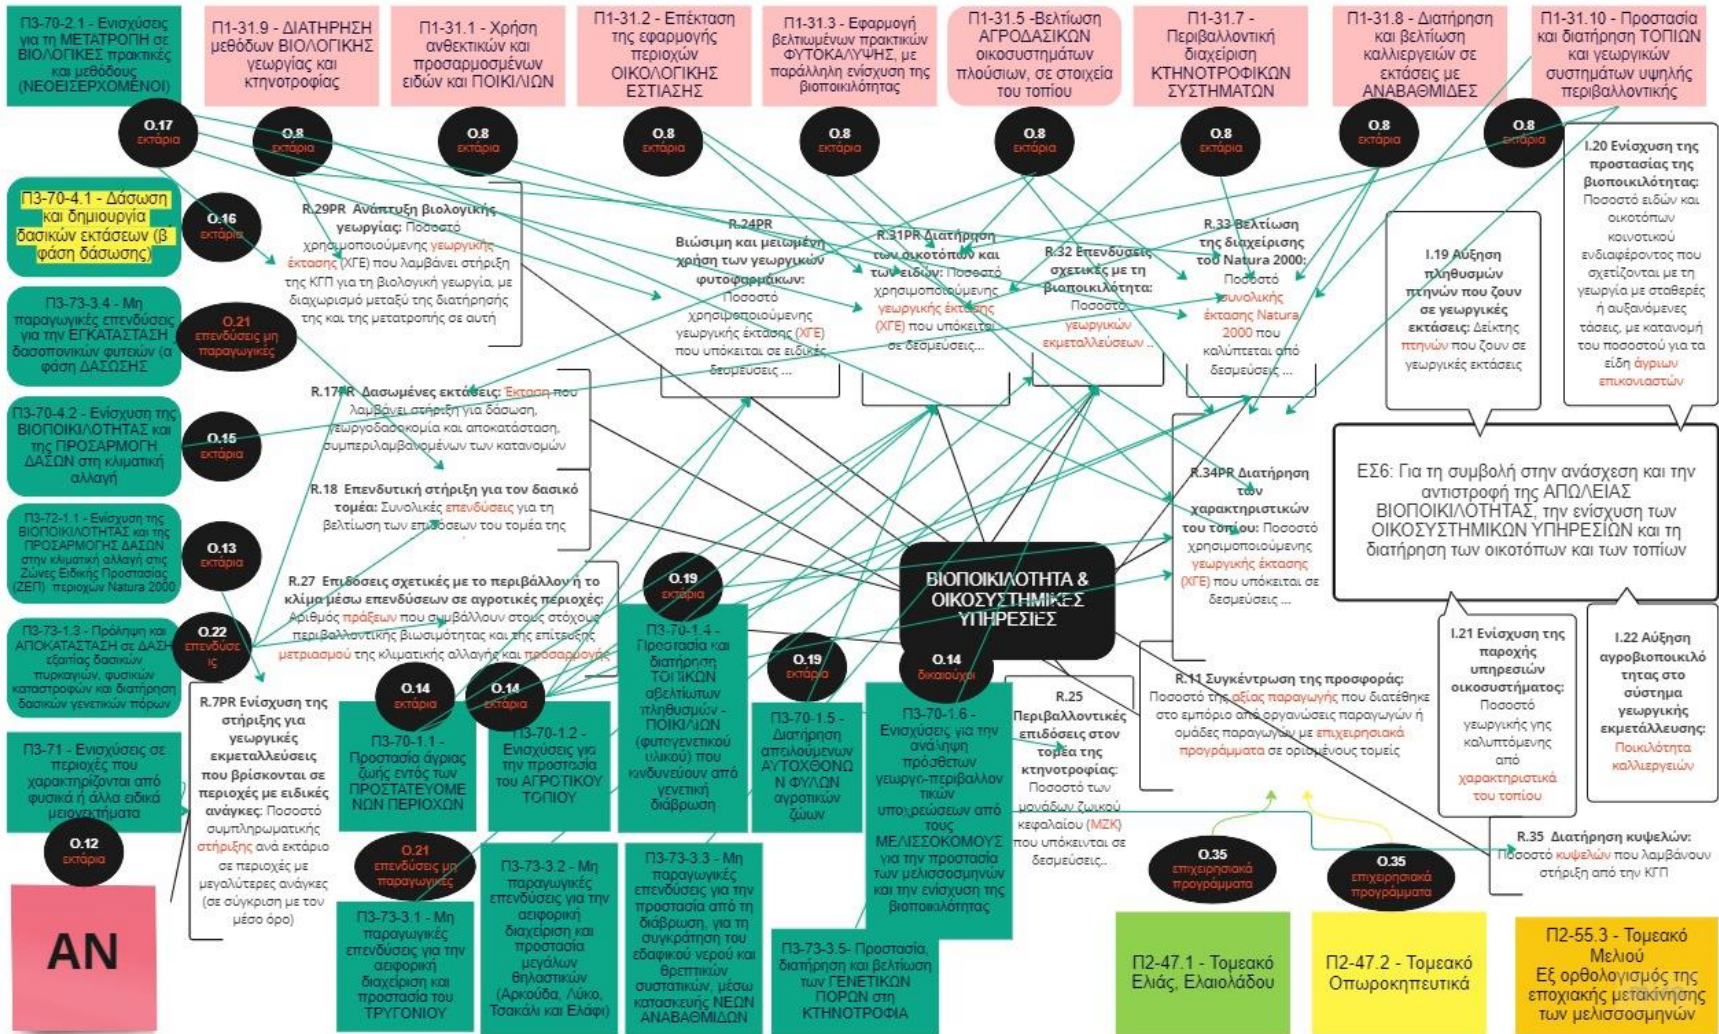 Π3-70-2.1 - Ενισχύσεις
για τη ΜΕΤΑΤΡΟΠΗ σε
ΒΙΟΛΟΓΙΚΕΣ πρακτικές
και μεθόδους
(ΝΕΟΕΙΣΕΡΧΟΜΕΝΟΙ)
Π1-31.9 - ΔΙΑΤΗΡΗΣΗ
μεθόδων ΒΙΟΛΟΓΙΚΗΣ
γεωργίας και
κτηνοτροφίας
Π1-31.1 - Χρήση
ανθεκτικών και
προσαρμοσμένων
ειδών και ΠΟΙΚΙΛΙΩΝ
Π1-31.2 - Επέκταση
της εφαρμογής
περιοχών
ΟΙΚΟΛΟΓΙΚΗΣ
ΕΣΤΙΑΣΗΣ
Π1-31.3 - Εφαρμογή
βελτιωμένων πρακτικών
ΦΥΤΟΚΑΛΥΨΗΣ, με
παράλληλη ενίσχυση της
βιοποικιλότητας
Π1-31.5 -Βελτίωση
ΑΓΡΟΔΑΣΙΚΩΝ
οικοσυστημάτων
πλούσιων, σε στοιχεία
του τοπίου
Π1-31.7 -
Περιβαλλοντική
διαχείριση
ΚΤΗΝΟΤΡΟΦΙΚΩΝ
ΣΥΣΤΗΜΑΤΩΝ
Π1-31.8 - Διατήρηση
και βελτίωση
καλλιεργειών σε
εκτάσεις με
ΑΝΑΒΑΘΜΙΔΕΣ
Π1-31.10 - Προστασία
και διατήρηση ΤΟΠΙΩΝ
και γεωργικών
συστημάτων υψηλής
περιβαλλοντικής
O.17
εκτάρια
O.8
εκτάρια
O.8
εκτάρια
O.8
εκτάρια
O.8
εκτάρια
O.8
εκτάρια
O.8
εκτάρια
O.8
εκτάρια
O.8
εκτάρια
Π3-70-4.1 - Δάσωση
και δημιουργία
δασικών εκτάσεων (β΄
φάση δάσωσης)
O.16
εκτάρια
R.29PR Ανάπτυξη βιολογικής
γεωργίας: Ποσοστό
χρησιμοποιούμενης γεωργικής
έκτασης (ΧΓΕ) που λαμβάνει στήριξη
της ΚΓΠ για τη βιολογική γεωργία, με
διαχωρισμό μεταξύ της διατήρησής
της και της μετατροπής σε αυτή
R.24PR
Βιώσιμη και μειωμένη
χρήση των γεωργικών
φυτοφαρμάκων:
Ποσοστό
χρησιμοποιούμενης
γεωργικής έκτασης (ΧΓΕ)
που υπόκειται σε ειδικές
δεσμεύσεις ...
R.31PR Διατήρηση
των οικοτόπων και
των ειδών: Ποσοστό
χρησιμοποιούμενης
γεωργικής έκτασης
(ΧΓΕ) που υπόκειται
σε δεσμεύσεις...
R.32 Επενδύσεις
σχετικές με τη
βιοποικιλότητα:
Ποσοστό
γεωργικών
εκμεταλλεύσεων ..
R.33 Βελτίωση
της διαχείρισης
του Natura 2000:
Ποσοστό
συνολικής
έκτασης Natura
2000 που
καλύπτεται από
δεσμεύσεις ...
I.19 Αύξηση
πληθυσμών
πτηνών που ζουν
σε γεωργικές
εκτάσεις: Δείκτης
πτηνών που ζουν σε
γεωργικές εκτάσεις
I.20 Ενίσχυση της
προστασίας της
βιοποικιλότητας:
Ποσοστό ειδών και
οικοτόπων
κοινοτικού
ενδιαφέροντος που
σχετίζονται με τη
γεωργία με σταθερές
ή αυξανόμενες
τάσεις, με κατανομή
του ποσοστού για τα
είδη άγριων
επικονιαστών
Π3-73-3.4 - Μη
παραγωγικές επενδύσεις
για την ΕΓΚΑΤΑΣΤΑΣΗ
δασοπονικών φυτειών (α
φάση ΔΑΣΩΣΗΣ
O.21
επενδύσεις μη
παραγωγικές
R.17PR Δασωμένες εκτάσεις: Έκταση που
λαμβάνει στήριξη για δάσωση,
γεωργοδασοκομία και αποκατάσταση,
συμπεριλαμβανομένων των κατανομών
Π3-70-4.2 - Ενίσχυση της
ΒΙΟΠΟΙΚΙΛΟΤΗΤΑΣ και
της ΠΡΟΣΑΡΜΟΓΗ
ΔΑΣΩΝ στη κλιματική
αλλαγή
O.15
εκτάρια
R.18 Επενδυτική στήριξη για τον δασικό
τομέα: Συνολικές επενδύσεις για τη
βελτίωση των επιδόσεων του τομέα της
R.34PR Διατήρηση
των
χαρακτηριστικών
του τοπίου: Ποσοστό
χρησιμοποιούμενης
γεωργικής έκτασης
(ΧΓΕ) που υπόκειται σε
δεσμεύσεις ...
ΕΣ6: Για τη συμβολή στην ανάσχεση και την
αντιστροφή της ΑΠΩΛΕΙΑΣ
ΒΙΟΠΟΙΚΙΛΟΤΗΤΑΣ, την ενίσχυση των
ΟΙΚΟΣΥΣΤΗΜΙΚΩΝ ΥΠΗΡΕΣΙΩΝ και τη
διατήρηση των οικοτόπων και των τοπίων
Π3-72-1.1 - Ενίσχυση της
ΒΙΟΠΟΙΚΙΛΟΤΗΤΑΣ και της
ΠΡΟΣΑΡΜΟΓΗΣ ΔΑΣΩΝ
στην κλιματική αλλαγή στις
Ζώνες Ειδικής Προστασίας
(ΖΕΠ) περιοχών Natura 2000
O.13
εκτάρια
R.27 Επιδόσεις σχετικές με το περιβάλλον ή το
κλίμα μέσω επενδύσεων σε αγροτικές περιοχές:
Αριθμός πράξεων που συμβάλλουν στους στόχους
περιβαλλοντικής βιωσιμότητας και της επίτευξης
μετριασμού της κλιματικής αλλαγής και προσαρμογής
O.19
εκτάρια
ΒΙΟΠΟΙΚΙΛΟΤΗΤΑ &
ΟΙΚΟΣΥΣΤΗΜΙΚΕΣ
ΥΠΗΡΕΣΙΕΣ
Π3-73-1.3 - Πρόληψη και
ΑΠΟΚΑΤΑΣΤΑΣΗ σε ΔΑΣΗ
εξαιτίας δασικών
πυρκαγιών, φυσικών
καταστροφών και διατήρηση
δασικών γενετικών πόρων
O.22
επενδύσε
ις
Π3-70-1.4 -
Προστασία και
διατήρηση
ΤΟΠΙΚΩΝ
αβελτίωτων
πληθυσμών -
ΠΟΙΚΙΛΙΩΝ
(φυτογενετικού
υλικού) που
κινδυνεύουν από
γενετική
διάβρωση
O.14
εκτάρια
O.14
εκτάρια
O.19
εκτάρια
O.14
δικαιούχοι
R.11 Συγκέντρωση της προσφοράς:
Ποσοστό της αξίας παραγωγής που διατέθηκε
στο εμπόριο από οργανώσεις παραγωγών ή
ομάδες παραγωγών με επιχειρησιακά
προγράμματα σε ορισμένους τομείς
I.21 Ενίσχυση της
παροχής
υπηρεσιών
οικοσυστήματος:
Ποσοστό
γεωργικής γης
καλυπτόμενης
από
χαρακτηριστικά
του τοπίου
I.22 Αύξηση
αγροβιοποικιλό
τητας στο
σύστημα
γεωργικής
εκμετάλλευσης:
Ποικιλότητα
καλλιεργειών
R.7PR Ενίσχυση της
στήριξης για
γεωργικές
εκμεταλλεύσεις
που βρίσκονται σε
περιοχές με ειδικές
ανάγκες: Ποσοστό
συμπληρωματικής
στήριξης ανά εκτάριο
σε περιοχές με
μεγαλύτερες ανάγκες
(σε σύγκριση με τον
μέσο όρο)
R.25
Περιβαλλοντικές
επιδόσεις στον
τομέα της
κτηνοτροφίας:
Ποσοστό των
μονάδων ζωικού
κεφαλαίου (ΜΖΚ)
που υπόκεινται σε
δεσμεύσεις..
Π3-71 - Ενισχύσεις σε
περιοχές που
χαρακτηρίζονται από
φυσικά ή άλλα ειδικά
μειονεκτήματα
Π3-70-1.1 -
Προστασία άγριας
ζωής εντός των
ΠΡΟΣΤΑΤΕΥΟΜΕ
ΝΩΝ ΠΕΡΙΟΧΩΝ
Π3-70-1.2 -
Ενισχύσεις για
την προστασία
του ΑΓΡΟΤΙΚΟΥ
ΤΟΠΙΟΥ
Π3-70-1.5 -
Διατήρηση
απειλούμενων
ΑΥΤΟΧΘΟΝΩ
Ν ΦΥΛΩΝ
αγροτικών
ζώων
Π3-70-1.6 -
Ενισχύσεις για την
ανάληψη
πρόσθετων
γεωργο-περιβαλλον
τικών
υποχρεώσεων από
τους
ΜΕΛΙΣΣΟΚΟΜΟΥΣ
για την προστασία
των μελισσοσμηνών
και την ενίσχυση της
βιοποικιλότητας
O.12
εκτάρια
O.21
επενδύσεις μη
παραγωγικές
O.35
επιχειρησιακά
προγράμματα
O.35
επιχειρησιακά
προγράμματα
R.35 Διατήρηση κυψελών:
Ποσοστό κυψελών που λαμβάνουν
στήριξη από την ΚΓΠ
ΑΝ
Π3-73-3.1 - Μη
παραγωγικές
επενδύσεις για την
αειφορική
διαχείριση και
προστασία του
ΤΡΥΓΟΝΙΟΥ
Π3-73-3.2 - Μη
παραγωγικές
επενδύσεις για την
αειφορική
διαχείριση και
προστασία
μεγάλων
θηλαστικών
(Αρκούδα, Λύκο,
Τσακάλι και Ελάφι)
Π3-73-3.3 - Μη
παραγωγικές
επενδύσεις για την
προστασία από τη
διάβρωση, για τη
συγκράτηση του
εδαφικού νερού και
θρεπτικών
συστατικών, μέσω
κατασκευής ΝΕΩΝ
ΑΝΑΒΑΘΜΙΔΩΝ
Π3-73-3.5- Προστασία,
διατήρηση και βελτίωση
των ΓΕΝΕΤΙΚΩΝ
ΠΟΡΩΝ στη
ΚΤΗΝΟΤΡΟΦΙΑ
Π2-47.1 - Τομεακό
Ελιάς, Ελαιολάδου
Π2-47.2 - Τομεακό
Οπωροκηπευτικά
Π2-55.3 - Τομεακό
Μελιού
Εξ ορθολογισμός της
εποχιακής μετακίνησης
των μελισσοσμηνών